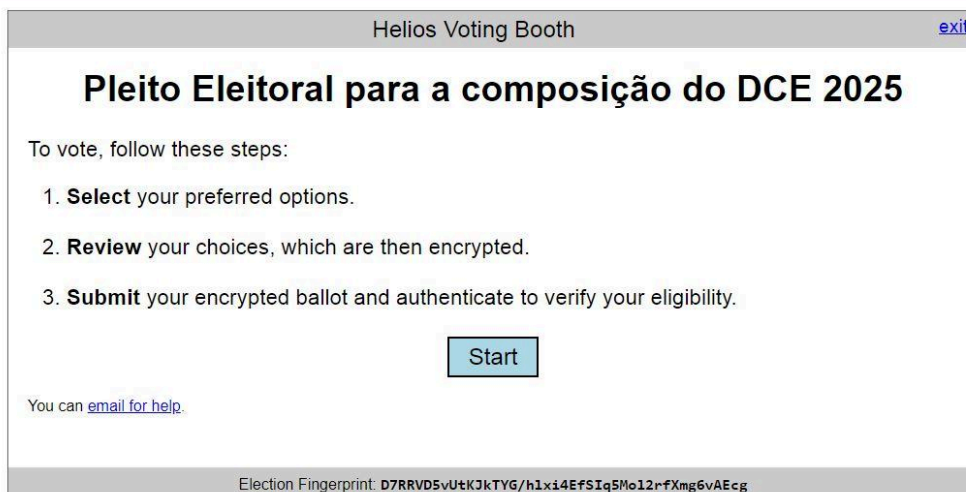 Helios Voting Booth
exit
Pleito Eleitoral para a composição do DCE 2025
To vote, follow these steps:
1. Select your preferred options.
2. Review your choices, which are then encrypted.
3. Submit your encrypted ballot and authenticate to verify your eligibility.
Start
You can email for help.
Election Fingerprint: D7RRVD5vUtKJkTYG/hlxi4EfSIq5Mol2rfXmg6vAEcg